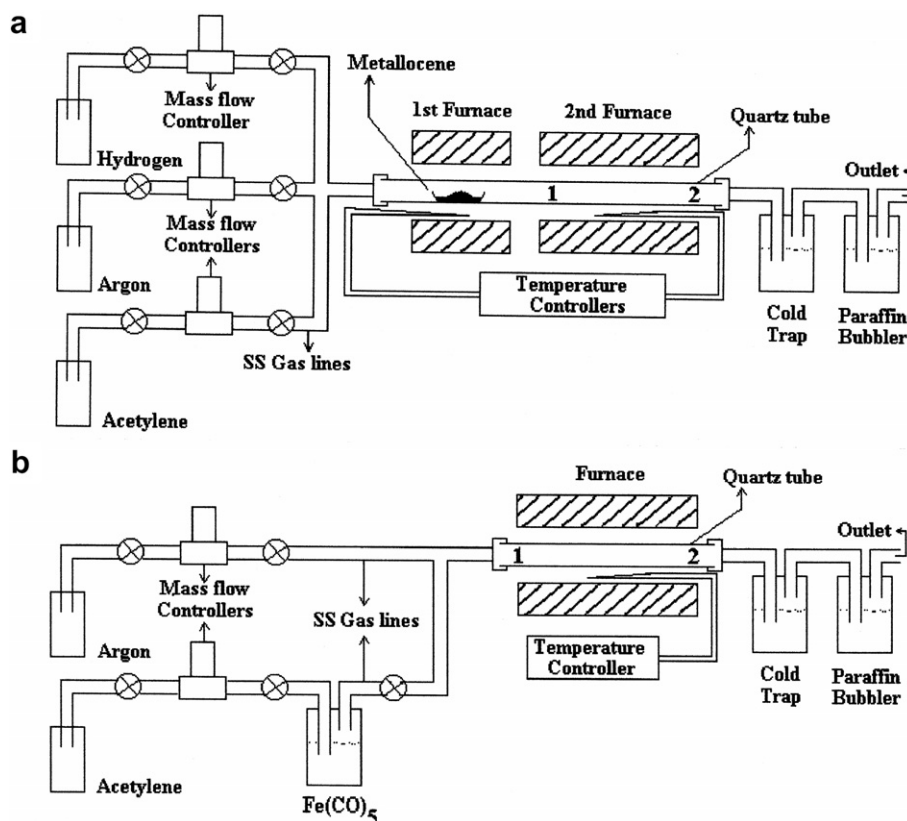 a
Metallocene
Mass flow
Controller
1st Furnace
2nd Furnace
Quartz tube
Hydrogen
1
2
Outlet
Mass flow
Controllers
Argon
Temperature
Controllers
Cold
Trap
Paraffin
Bubbler
SS Gas lines
Acetylene
b
Furnace
Quartz tube
Outlet
1
2
Mass flow
Controllers
SS Gas lines
Argon
Temperature
Controller
Cold
Trap
Paraffin
Bubbler
Acetylene
Fe(CO)5